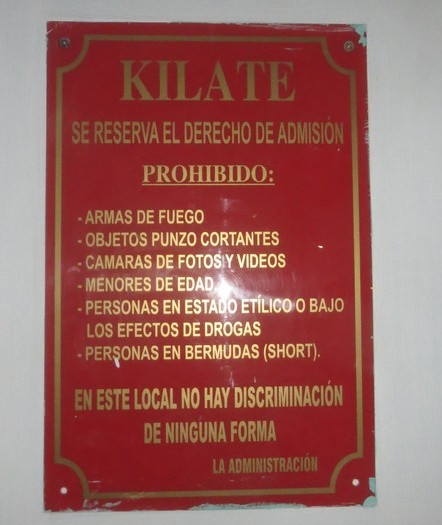 KILATE
SE RESERVA EL DERECHO DE ADMISIÓN
PROHIBIDO:
- ARMAS DE FUEGO
- OBJETOS PUNZO CORTANTES
- CAMARAS DE FOTOS Y VIDEOS
- MENORES DE EDAD.
- PERSONAS EN ESTADO ETÍLICO O BAJO
LOS EFECTOS DE DROGAS
- PERSONAS EN BERMUDAS (SHORT).
EN ESTE LOCAL NO HAY DISCRIMINACIÓN
DE NINGUNA FORMA
LA ADMINISTRACIÓN